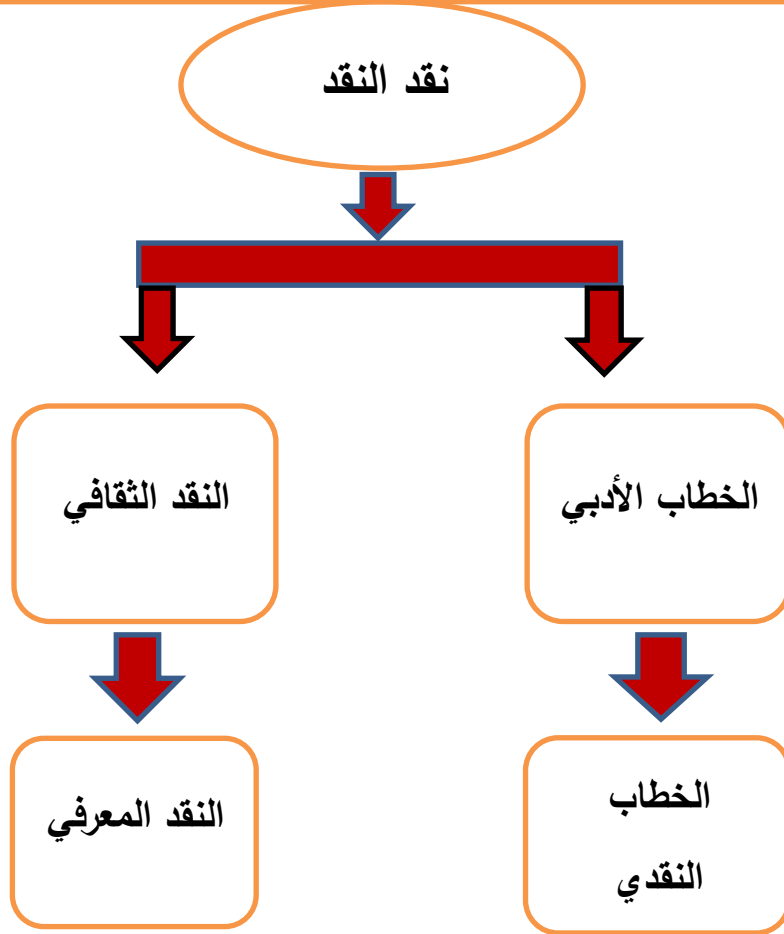 نقد النقد
الخطاب الأدبي
النقد الثقافي
الخطاب
النقدي
النقد المعرفي